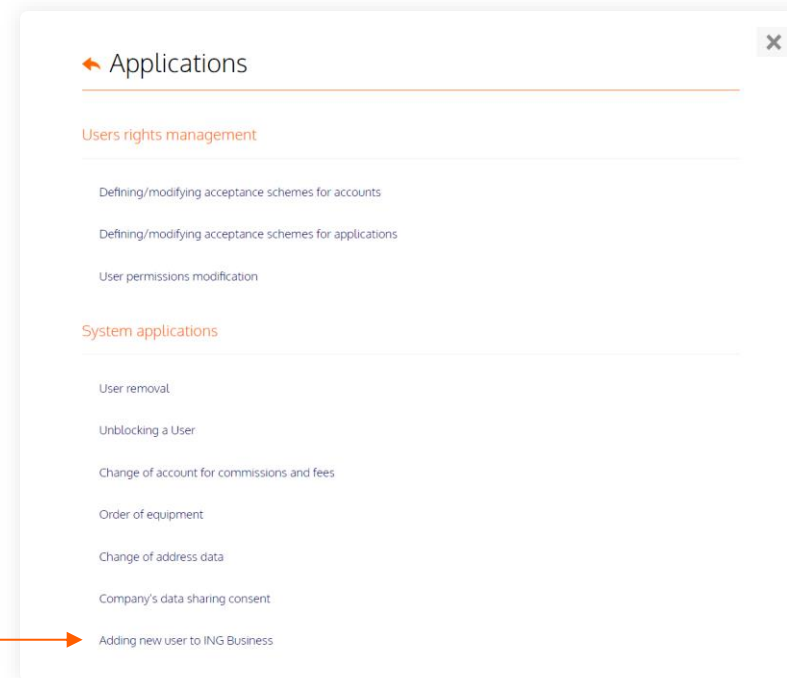 Applications
Users rights management
Defining/modifying acceptance schemes for accounts
Defining/modifying acceptance schemes for applications
User permissions modification
System applications
User removal
Unblocking a User
Change of account for commissions and fees
Order of equipment
Change of address data
Company's data sharing consent
Adding new user to ING Business